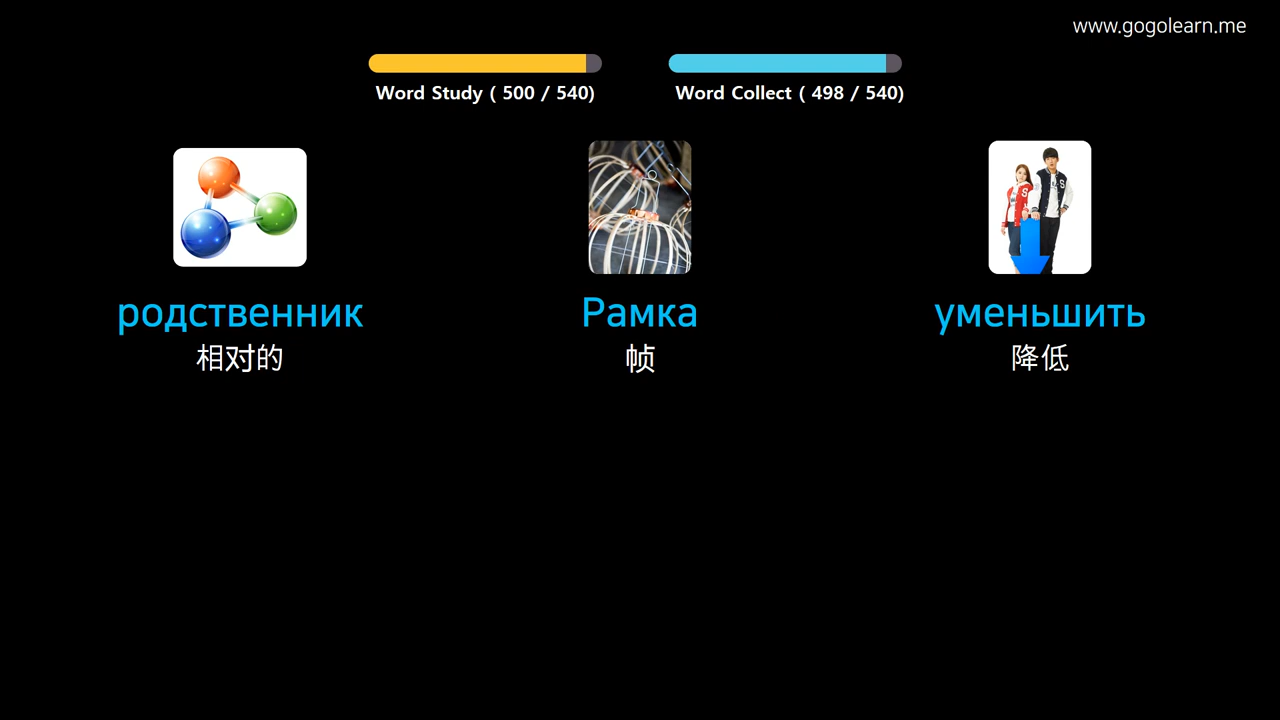 www.gogolearn.me
Word Study ( 500 / 540)
Word Collect ( 498 / 540)
родственник
相对的
Рамка
帧
уменьшить
降低